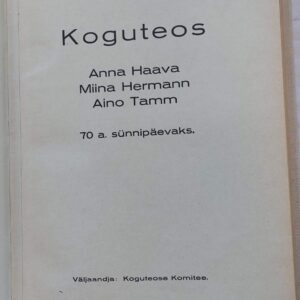 Koguteos
Anna Haava
Miina Hermann
Aino Tamm
70 a. sünnipäevaks.
Väljaandja: Koguteose Komitee.